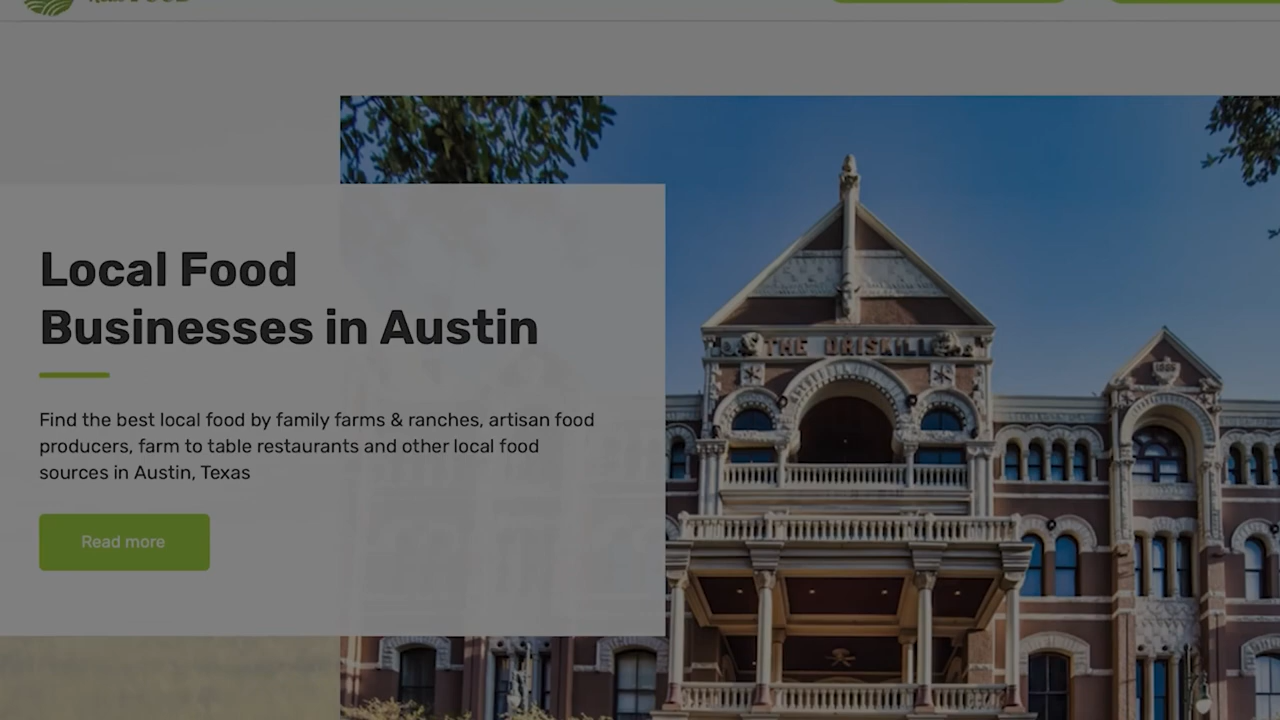 FOOD
Local Food
Businesses in Austin
THE DRISKILL
Find the best local food by family farms & ranches, artisan food
producers, farm to table restaurants and other local food
sources in Austin, Texas
Read more